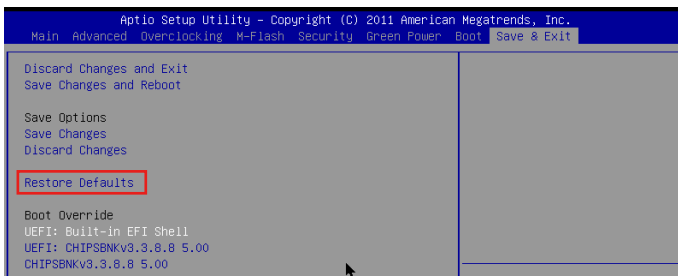 Aptio Setup Utility – Copyright (C) 2011 American Megatrends, Inc.
Main Advanced Overclocking M-Flash Security Green Power Boot Save & Exit
Discard Changes and Exit
Save Changes and Reboot
Save Options
Save Changes
Discard Changes
Restore Defaults
Boot Override
UEFI: Built-in EFI Shell
UEFI: CHIPSBNKv3.3.8.8 5.00
CHIPSBNKv3.3.8.8 5.00